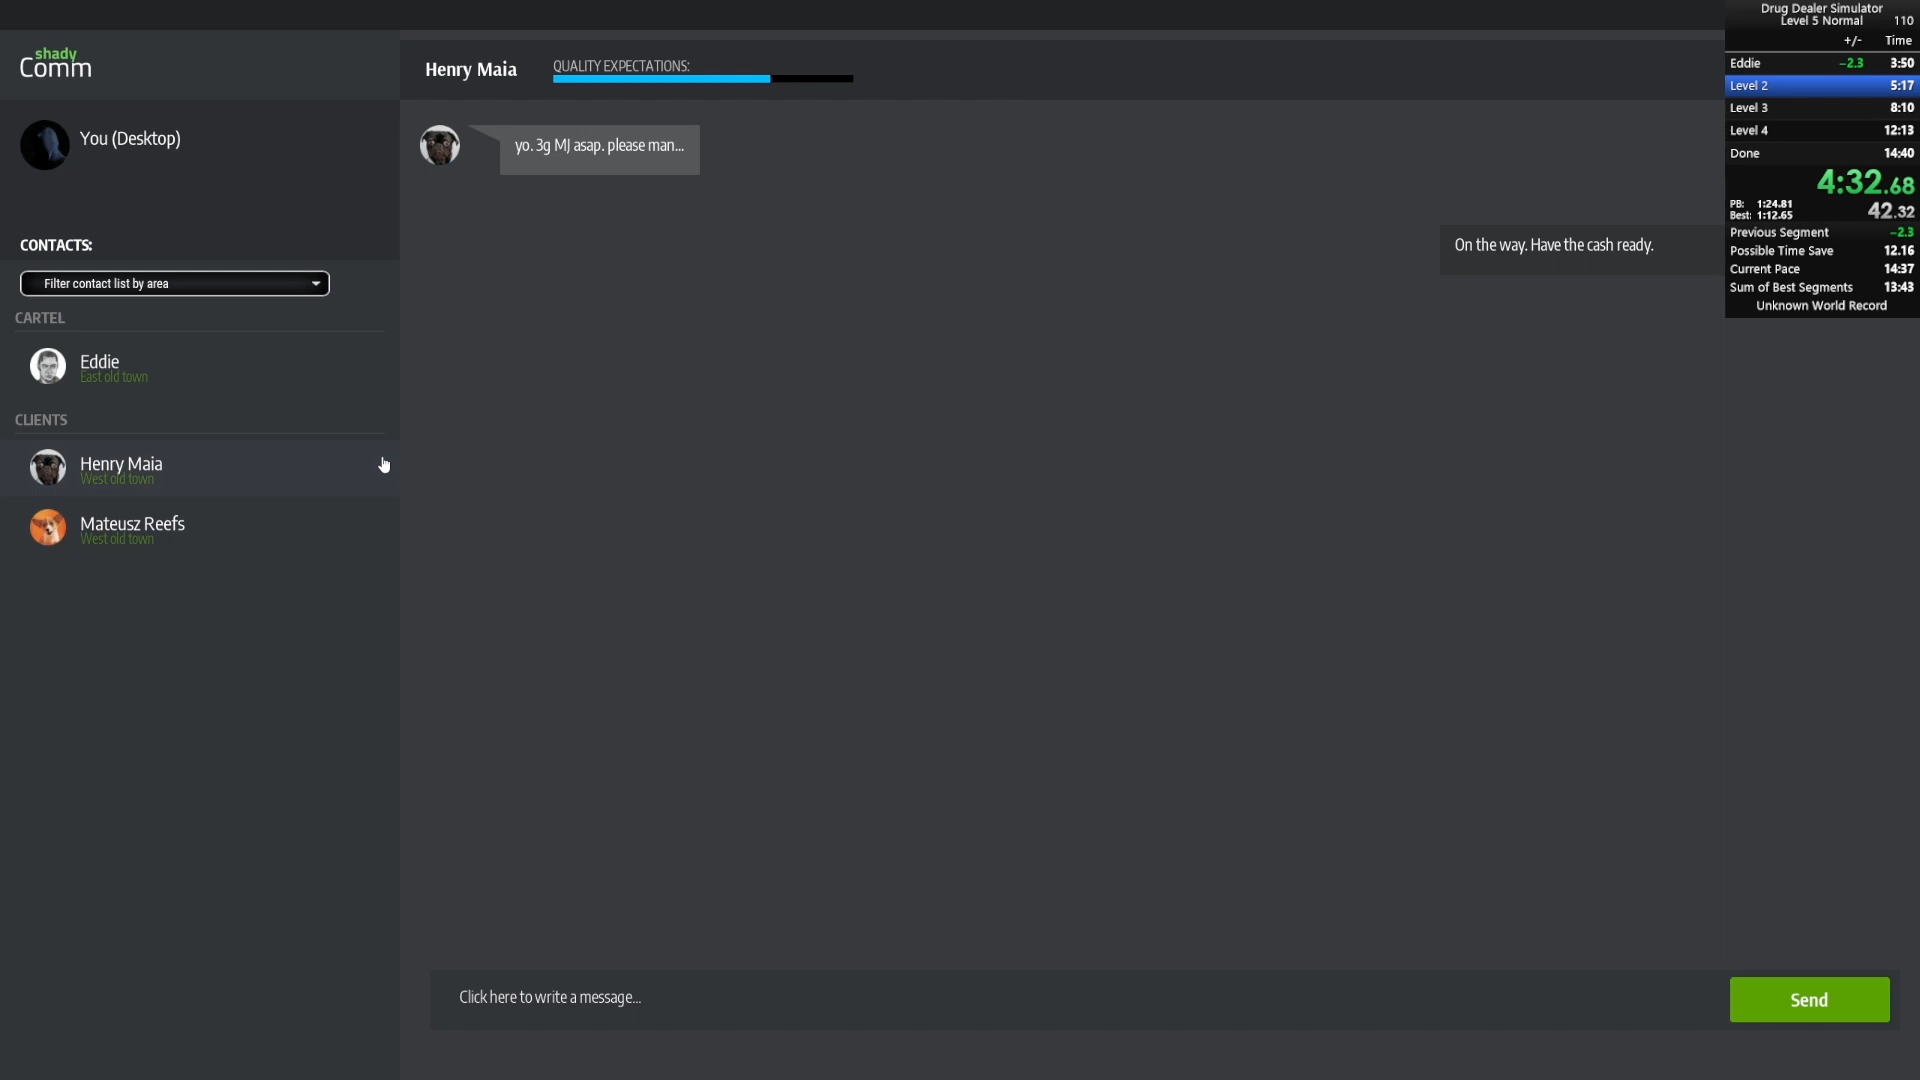 shady
Comm
You (Desktop)
CONTACTS:
Filter contact list by area
CARTEL
Eddie
East old town
CLIENTS
Henry Maia
West old town
Mateusz Reefs
West old town
Henry Maia
QUALITY EXPECTATIONS:
yo. 3g MJ asap. please man...
On the way. Have the cash ready.
Click here to write a message...
Send
Drug Dealer Simulator
Level 5 Normal 110
+/- Time
Eddie -2.3 3:50
Level 2 5:17
Level 3 8:10
Level 4 12:13
Done 14:40
4:32.68
PB: 1:24.81
Best: 1:12.65
42.32
Previous Segment -2.3
Possible Time Save 12.16
Current Pace 14:37
Sum of Best Segments 13:43
Unknown World Record